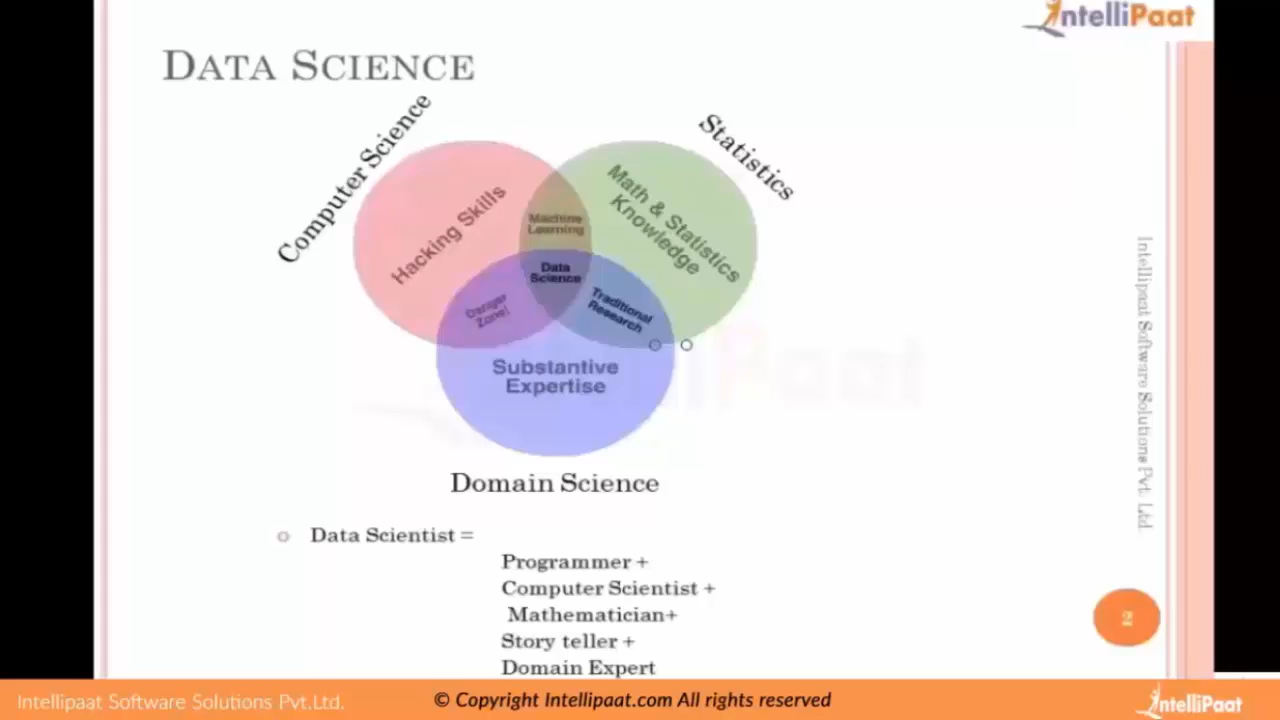 IntelliPaat
DATA SCIENCE
Computer Science
Statistics
Hacking Skills
Math & Statistics
Knowledge
Machine
Learning
Data
Science
Danger
Zone!
Traditional
Research
Substantive
Expertise
Domain Science
Data Scientist =
Programmer +
Computer Scientist +
Mathematician+
Story teller +
Domain Expert
Intellipaat Software Solutions Pvt. Ltd.
2
Intellipaat Software Solutions Pvt.Ltd.
© Copyright Intellipaat.com All rights reserved
IntelliPaat